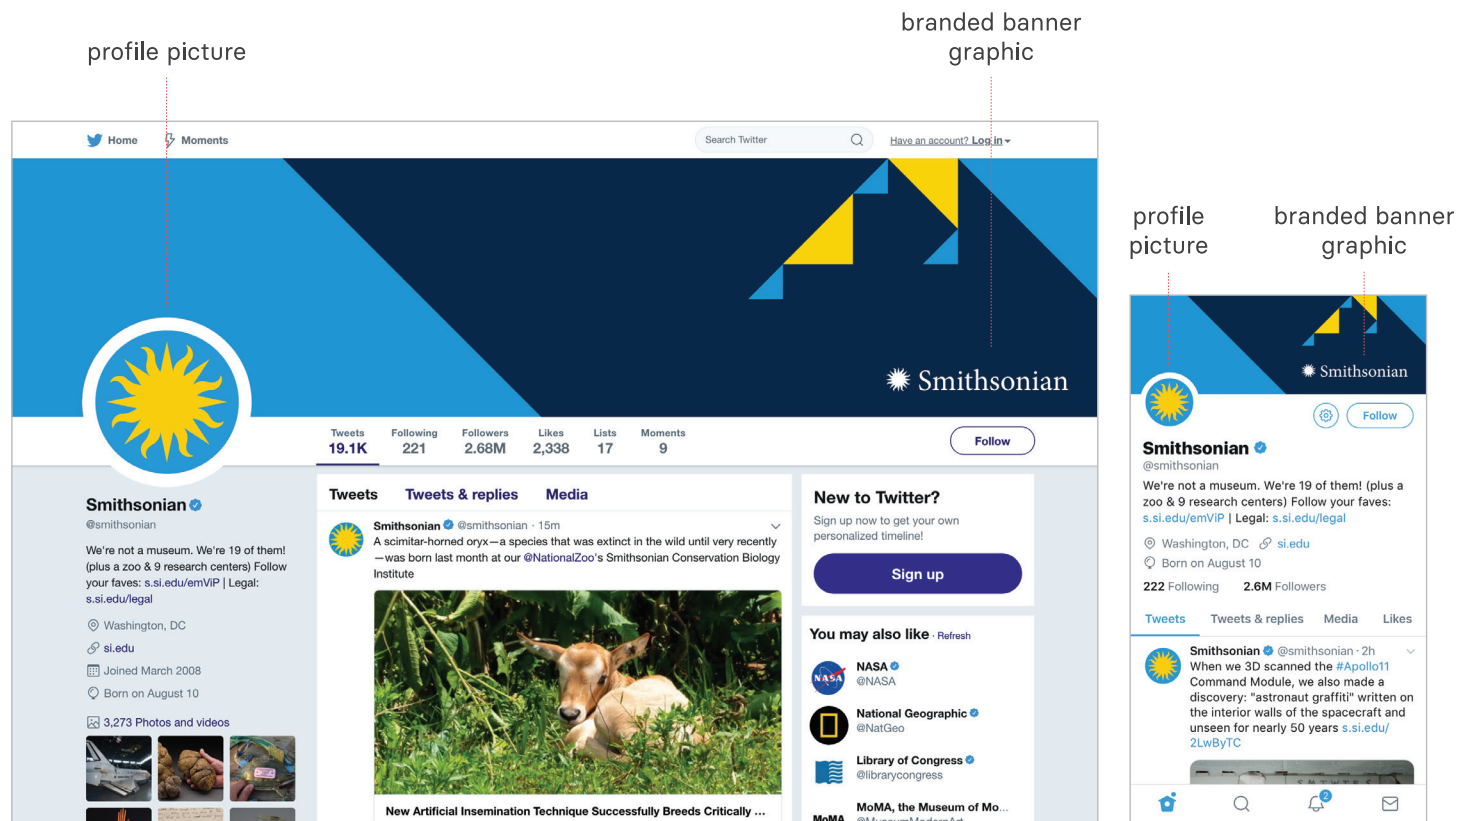 profile picture
branded banner
graphic
Home
Moments
Search Twitter
Have an account? Log in
Smithsonian
Tweets
19.1K
Following
221
Followers
2.68M
Likes
2,338
Lists
17
Moments
9
Follow
Smithsonian
@smithsonian
We're not a museum. We're 19 of them!
(plus a zoo & 9 research centers) Follow
your faves: s.si.edu/emViP | Legal:
s.si.edu/legal
Washington, DC
si.edu
Joined March 2008
Born on August 10
3,273 Photos and videos
Tweets Tweets & replies Media
Smithsonian @smithsonian · 15m
A scimitar-horned oryx—a species that was extinct in the wild until very recently
—was born last month at our @NationalZoo's Smithsonian Conservation Biology
Institute
New Artificial Insemination Technique Successfully Breeds Critically ...
New to Twitter?
Sign up now to get your own
personalized timeline!
Sign up
You may also like · Refresh
NASA
NASA
@NASA
National Geographic
@NatGeo
Library of Congress
@librarycongress
MoMA
MoMA, the Museum of Mo...
@MuseumModernArt
profile
picture
branded banner
graphic
Smithsonian
Follow
Smithsonian
@smithsonian
We're not a museum. We're 19 of them! (plus a
zoo & 9 research centers) Follow your faves:
s.si.edu/emViP | Legal: s.si.edu/legal
Washington, DC si.edu
Born on August 10
222 Following 2.6M Followers
Tweets Tweets & replies Media Likes
Smithsonian @smithsonian · 2h
When we 3D scanned the #Apollo11
Command Module, we also made a
discovery: "astronaut graffiti" written on
the interior walls of the spacecraft and
unseen for nearly 50 years s.si.edu/
2LwByTC
S M T W T F S
2